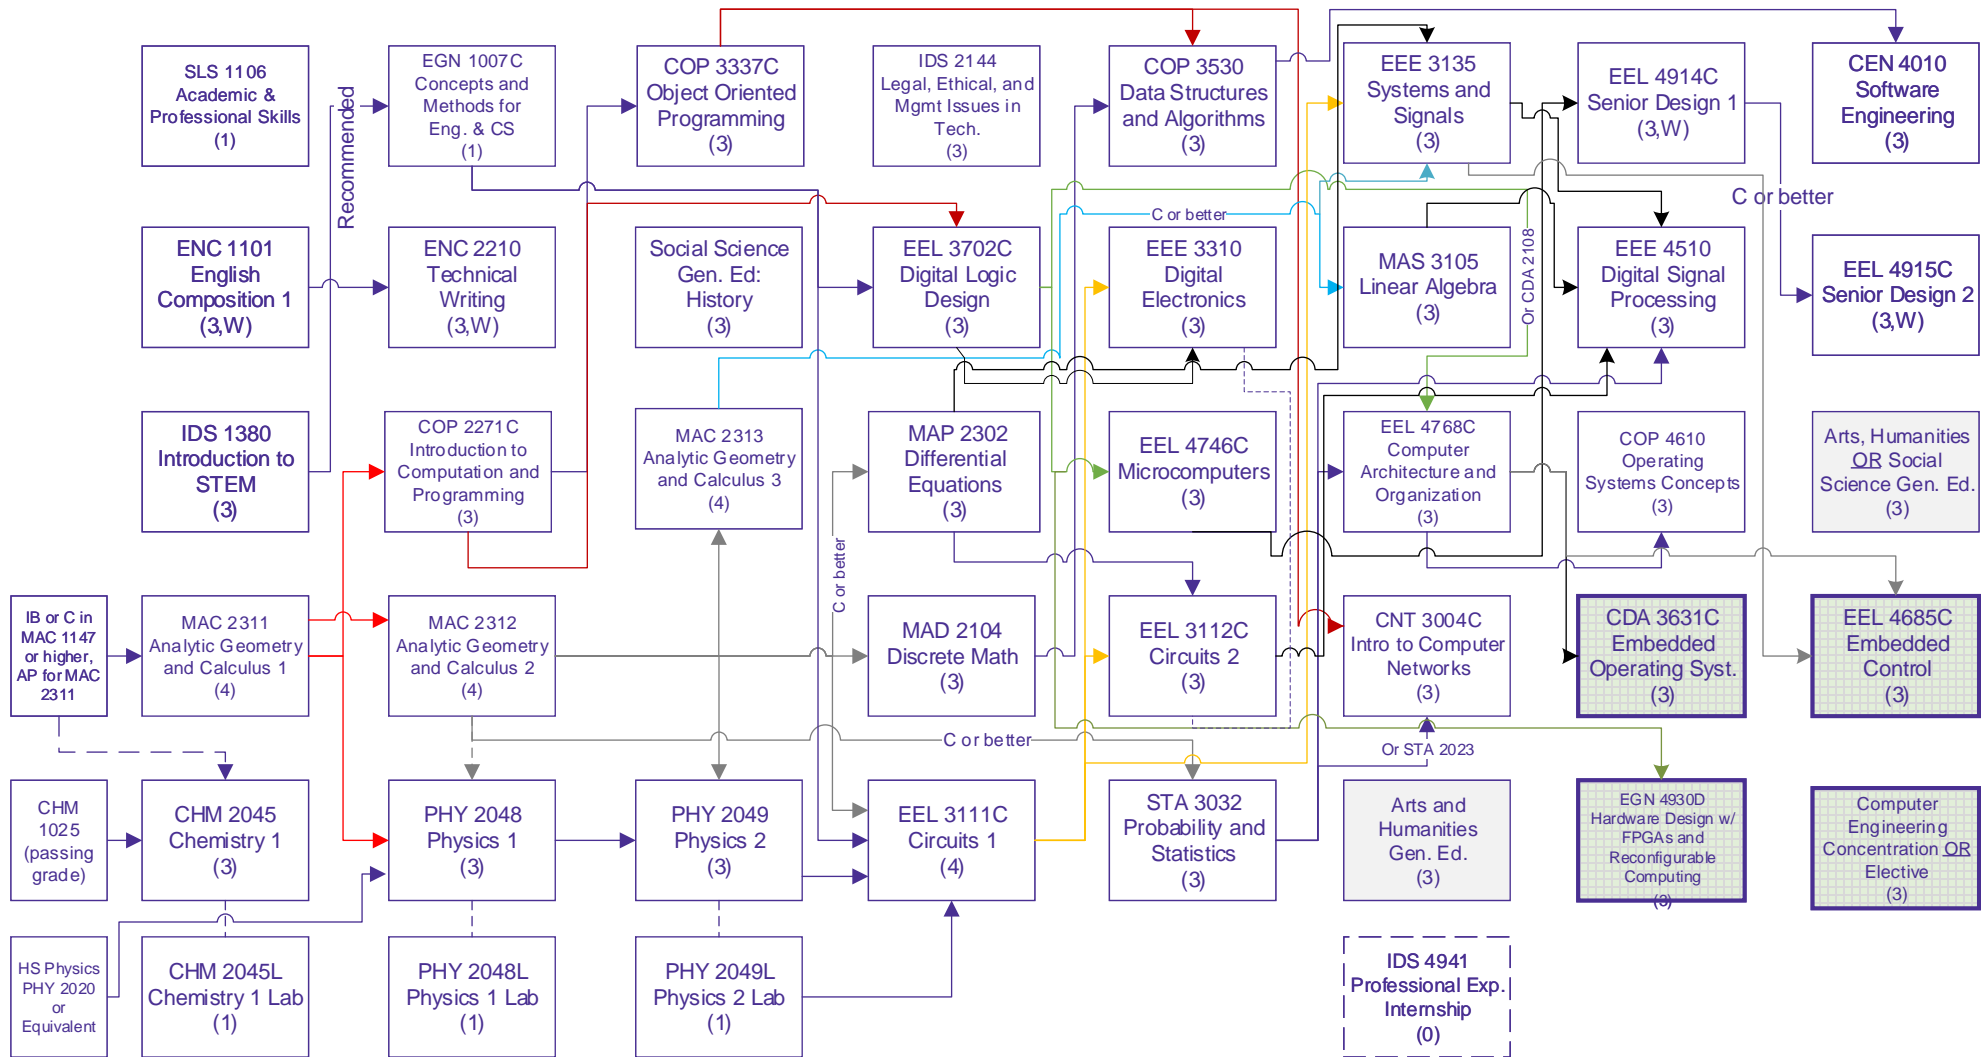 SLS 1106
Academic &
Professional Skills
(1)
Recommended
EGN 1007C
Concepts and
Methods for
Eng. & CS
(1)
COP 3337C
Object Oriented
Programming
(3)
IDS 2144
Legal, Ethical, and
Mgmt Issues in
Tech.
(3)
COP 3530
Data Structures
and Algorithms
(3)
EEE 3135
Systems and
Signals
(3)
EEL 4914C
Senior Design 1
(3,W)
CEN 4010
Software
Engineering
(3)
C or better
ENC 1101
English
Composition 1
(3,W)
ENC 2210
Technical
Writing
(3,W)
Social Science
Gen. Ed:
History
(3)
EEL 3702C
Digital Logic
Design
(3)
C or better
EEE 3310
Digital
Electronics
(3)
MAS 3105
Linear Algebra
(3)
Or CDA 2108
EEE 4510
Digital Signal
Processing
(3)
EEL 4915C
Senior Design 2
(3,W)
IDS 1380
Introduction to
STEM
(3)
COP 2271C
Introduction to
Computation and
Programming
(3)
MAC 2313
Analytic Geometry
and Calculus 3
(4)
MAP 2302
Differential
Equations
(3)
EEL 4746C
Microcomputers
(3)
EEL 4768C
Computer
Architecture and
Organization
(3)
COP 4610
Operating
Systems Concepts
(3)
Arts, Humanities
OR Social
Science Gen. Ed.
(3)
C or better
IB or C in
MAC 1147
or higher,
AP for MAC
2311
MAC 2311
Analytic Geometry
and Calculus 1
(4)
MAC 2312
Analytic Geometry
and Calculus 2
(4)
MAD 2104
Discrete Math
(3)
EEL 3112C
Circuits 2
(3)
CNT 3004C
Intro to Computer
Networks
(3)
CDA 3631C
Embedded
Operating Syst.
(3)
EEL 4685C
Embedded
Control
(3)
C or better
Or STA 2023
CHM
1025
(passing
grade)
CHM 2045
Chemistry 1
(3)
PHY 2048
Physics 1
(3)
PHY 2049
Physics 2
(3)
EEL 3111C
Circuits 1
(4)
STA 3032
Probability and
Statistics
(3)
Arts and
Humanities
Gen. Ed.
(3)
EGN 4930D
Hardware Design w/
FPGAs and
Reconfigurable
Computing
(3)
Computer
Engineering
Concentration OR
Elective
(3)
HS Physics
PHY 2020
or
Equivalent
CHM 2045L
Chemistry 1 Lab
(1)
PHY 2048L
Physics 1 Lab
(1)
PHY 2049L
Physics 2 Lab
(1)
IDS 4941
Professional Exp.
Internship
(0)